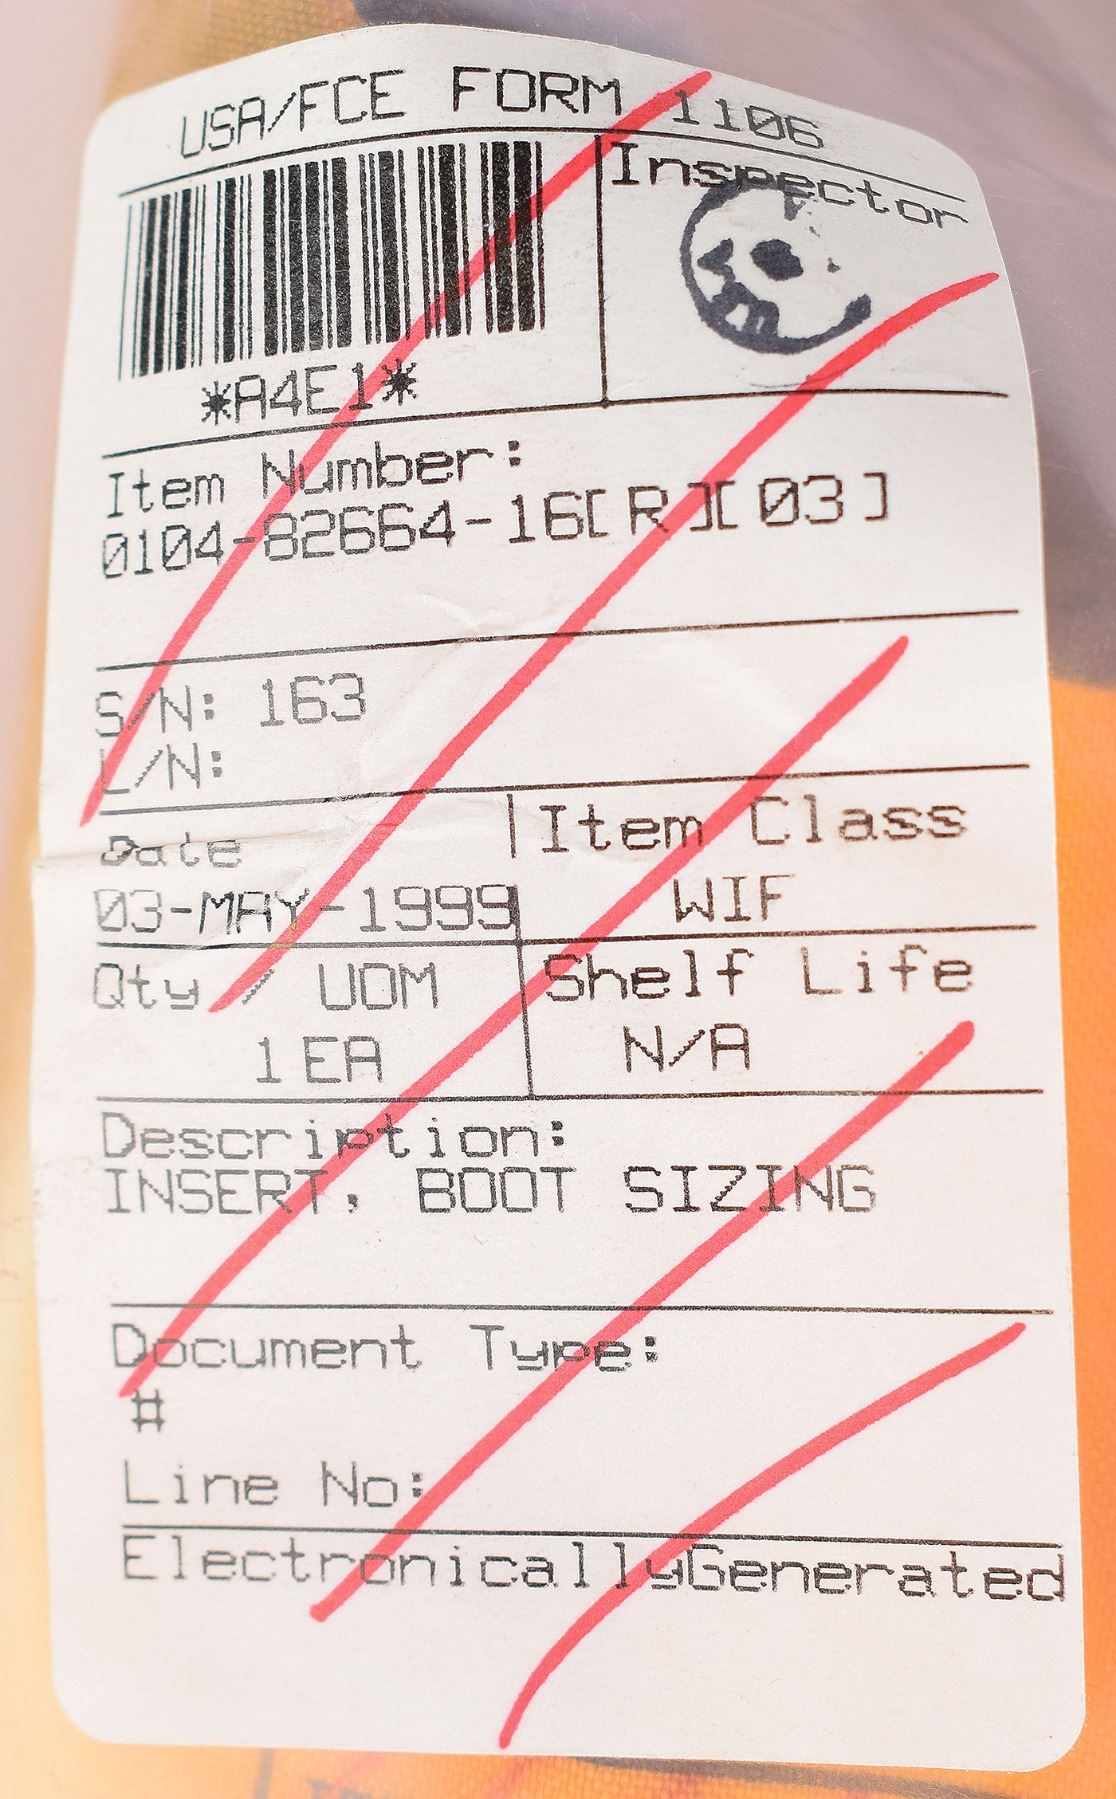 USA/FCE FORM 1106
Inspector
*A4E1*
Item Number:
0104-82664-16[R][03]
S/N: 163
L/N:
Date
03-MAY-1999
Item Class
WIF
Qty / UOM
1 EA
Shelf Life
N/A
Description:
INSERT, BOOT SIZING
Document Type:
#
Line No:
ElectronicallyGenerated